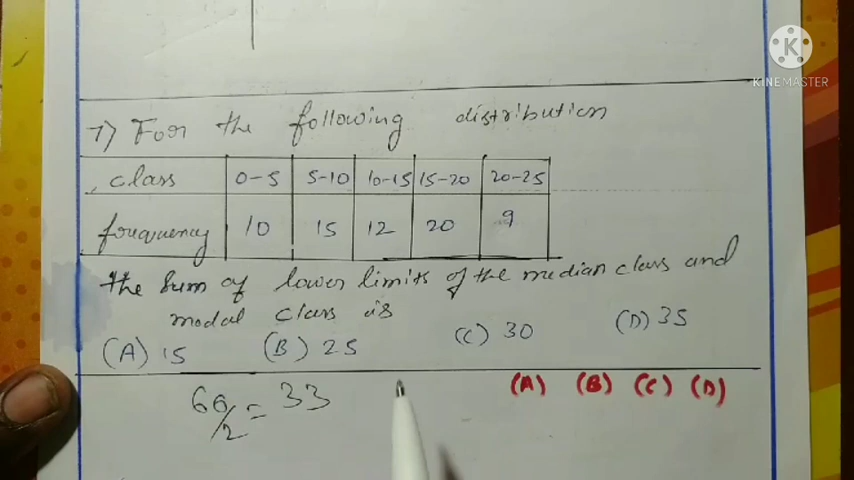 KINEMASTER
7) For the following distribution
class 0-5 5-10 10-15 15-20 20-25
frequency 10 15 12 20 9
the sum of lower limits of the median class and
modal class is
(A) 15 (B) 25 (C) 30 (D) 35
(A) (B) (C) (D)
66/2 = 33